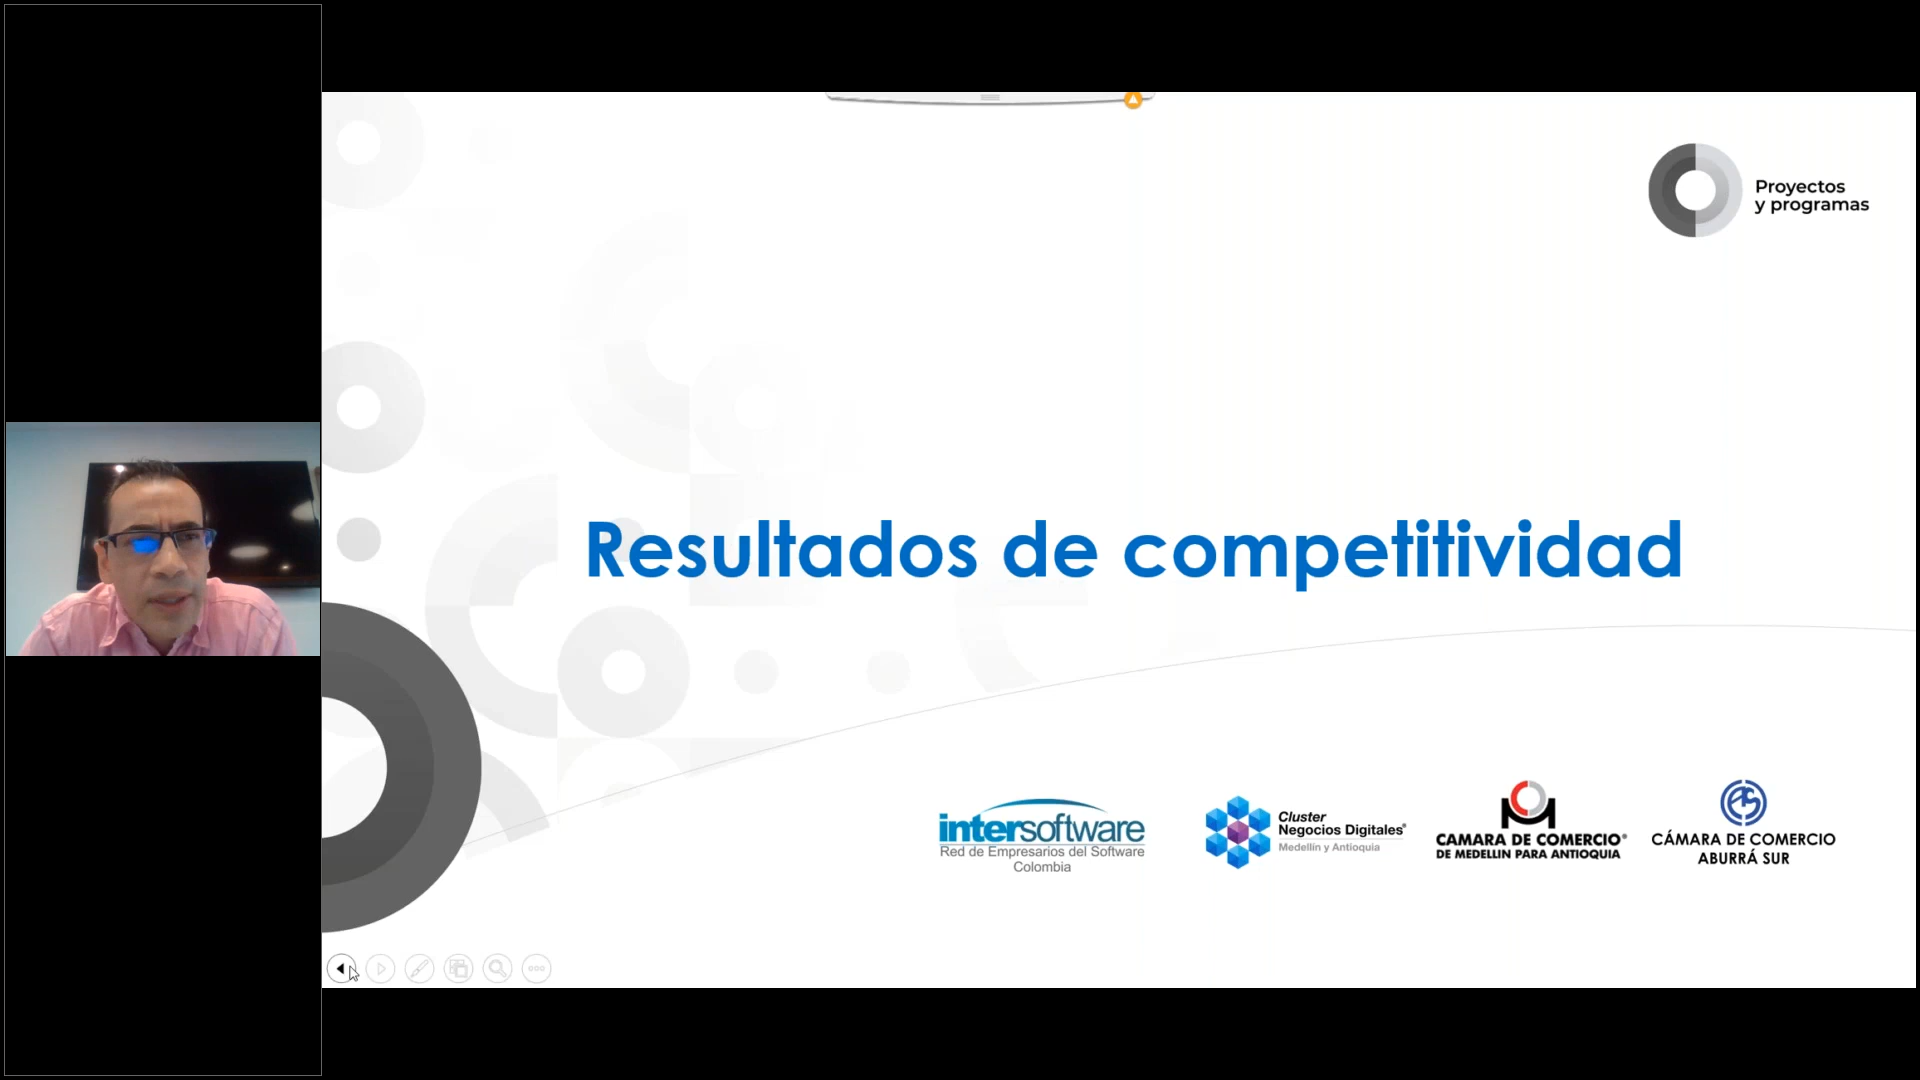 Proyectos
y programas
Resultados de competitividad
intersoftware
Red de Empresarios del Software
Colombia
Cluster
Negocios Digitales®
Medellín y Antioquia
CAMARA DE COMERCIO®
DE MEDELLIN PARA ANTIOQUIA
CÁMARA DE COMERCIO
ABURRÁ SUR